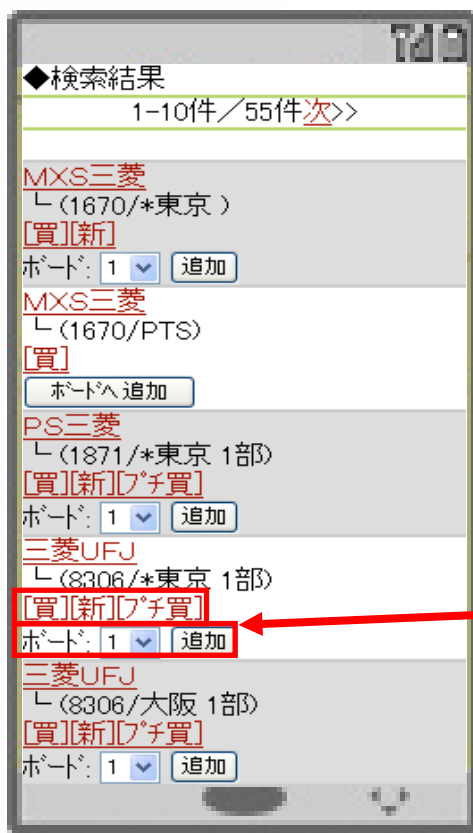 ◆検索結果
1-10件／55件次>>
MXS三菱
└ (1670/*東京 )
[買][新]
ﾎﾞｰﾄﾞ: 1 追加
MXS三菱
└ (1670/PTS)
[買]
ﾎﾞｰﾄﾞへ追加
PS三菱
└ (1871/*東京 1部)
[買][新][ﾌﾟﾁ買]
ﾎﾞｰﾄﾞ: 1 追加
三菱UFJ
└ (8306/*東京 1部)
[買][新][ﾌﾟﾁ買]
ﾎﾞｰﾄﾞ: 1 追加
三菱UFJ
└ (8306/大阪 1部)
[買][新][ﾌﾟﾁ買]
ﾎﾞｰﾄﾞ: 1 追加